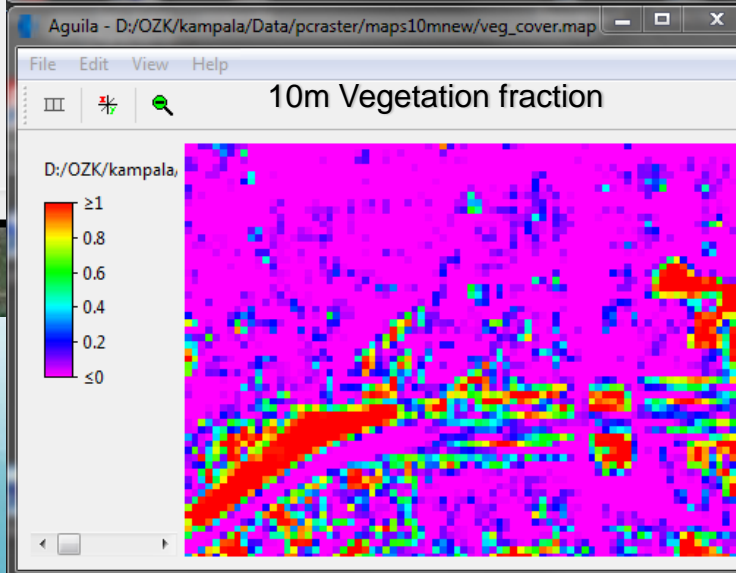 Aguila - D:/OZK/kampala/Data/pcraster/maps10mnew/veg_cover.map
File Edit View Help
10m Vegetation fraction
D:/OZK/kampala/
≥1
0.8
0.6
0.4
0.2
≤0